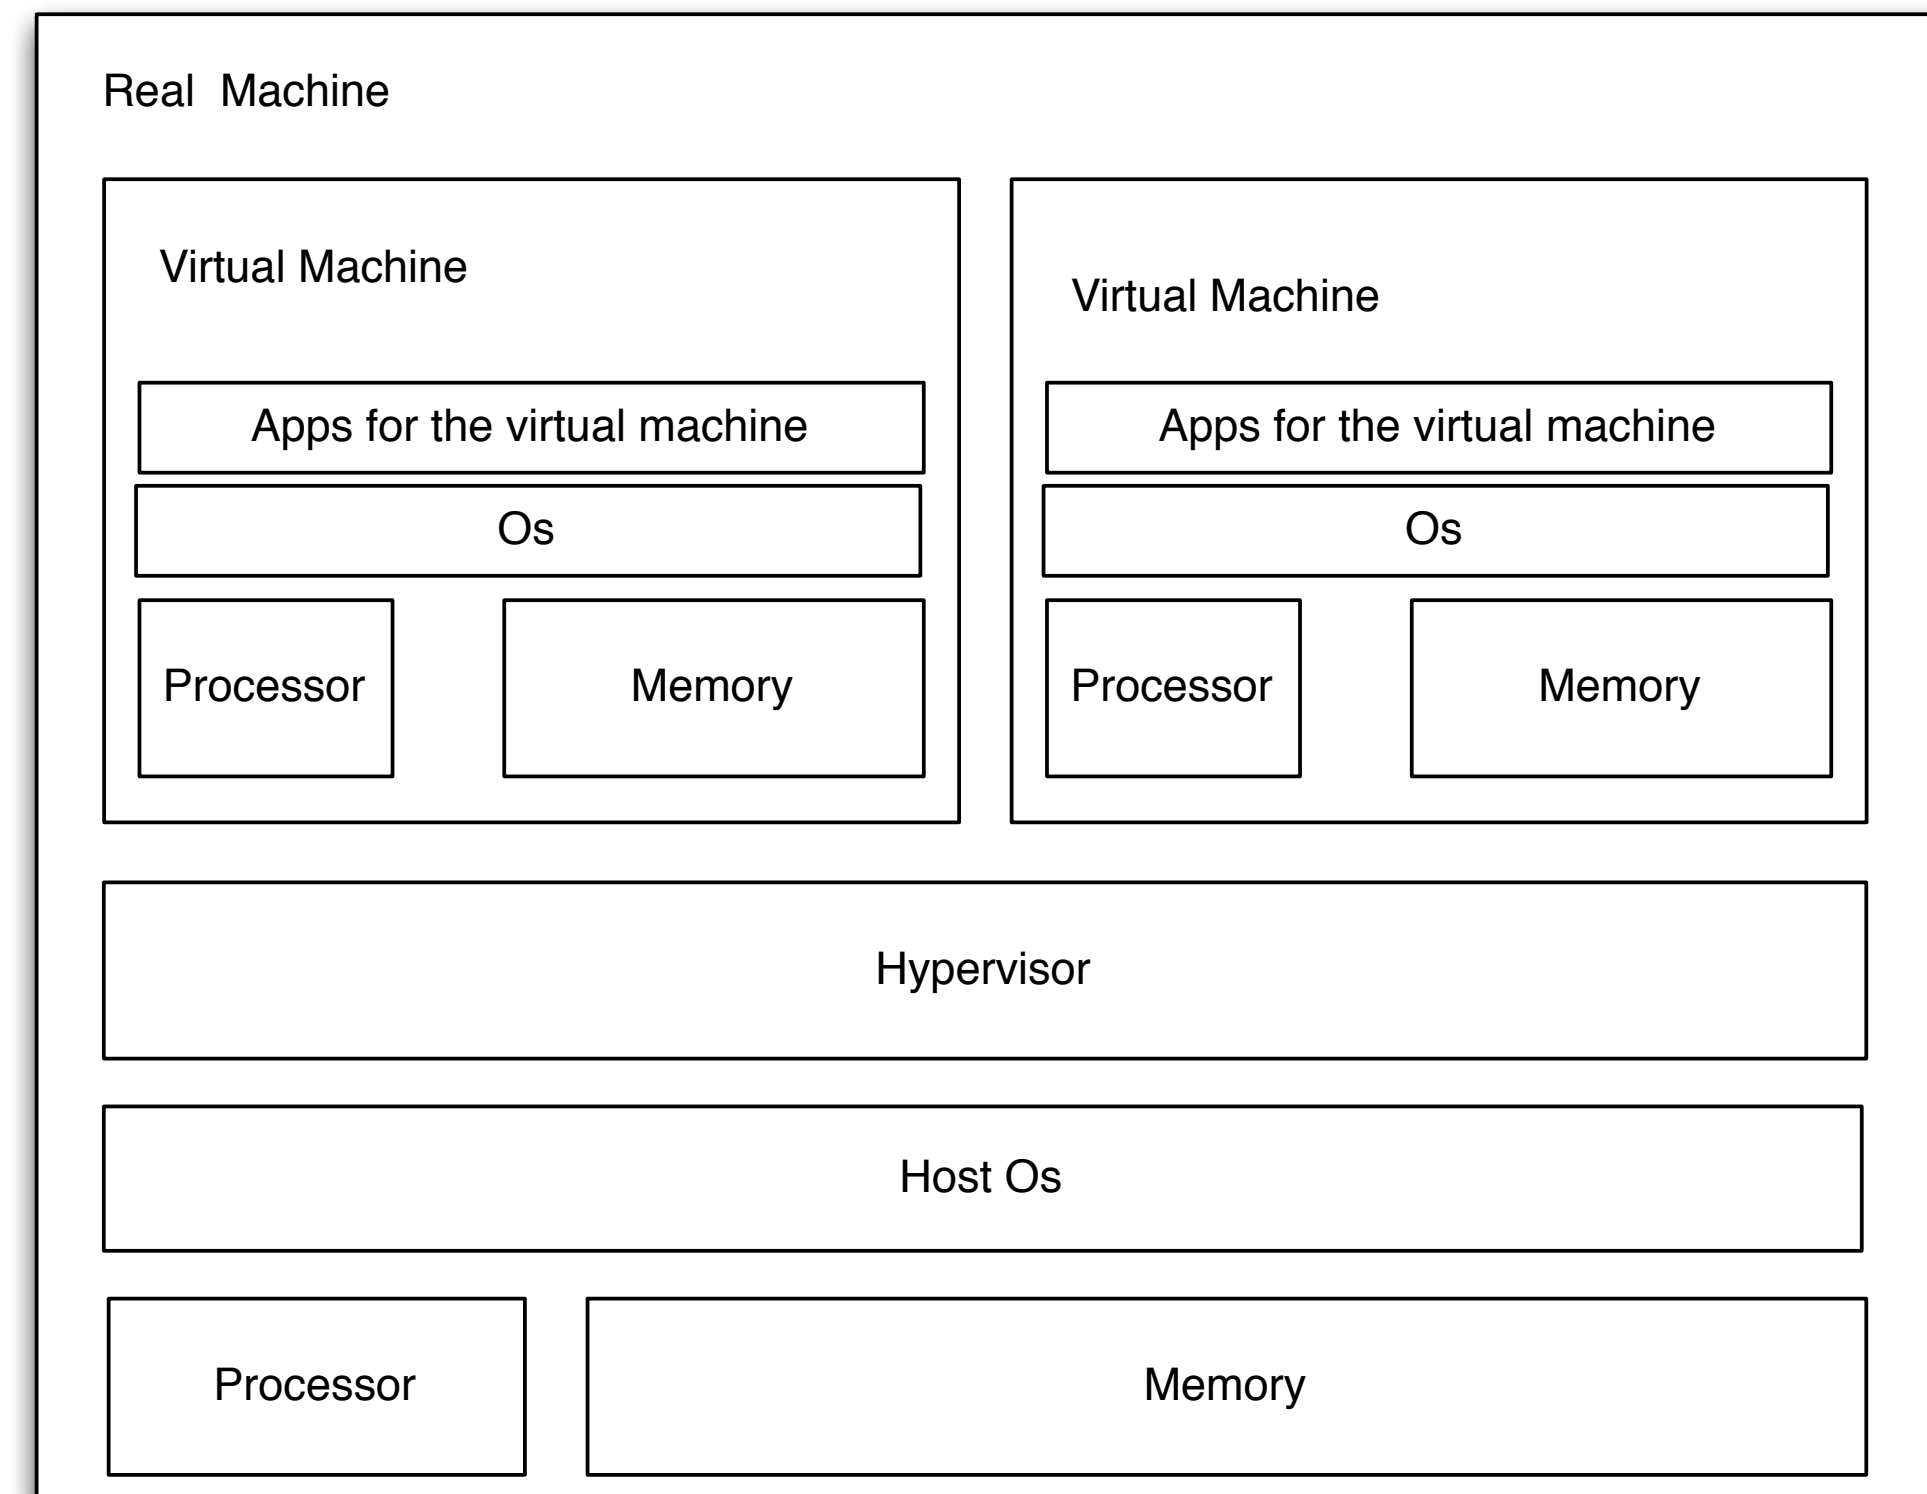 Real  Machine
Virtual Machine
Apps for the virtual machine
Os
Processor
Memory
Virtual Machine
Apps for the virtual machine
Os
Processor
Memory
Hypervisor
Host Os
Processor
Memory